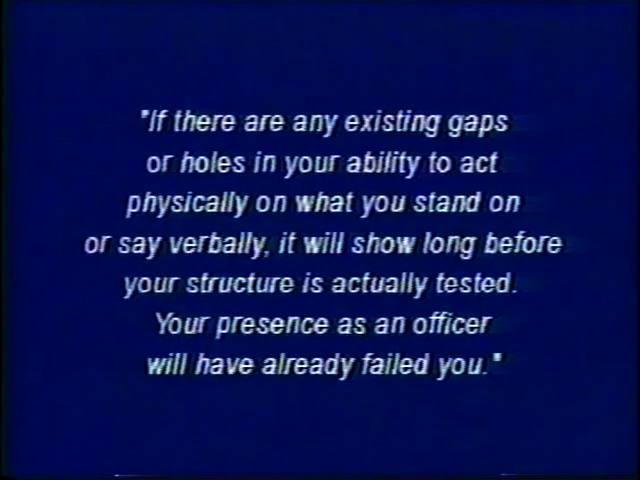 "If there are any existing gaps
or holes in your ability to act
physically on what you stand on
or say verbally, it will show long before
your structure is actually tested.
Your presence as an officer
will have already failed you."